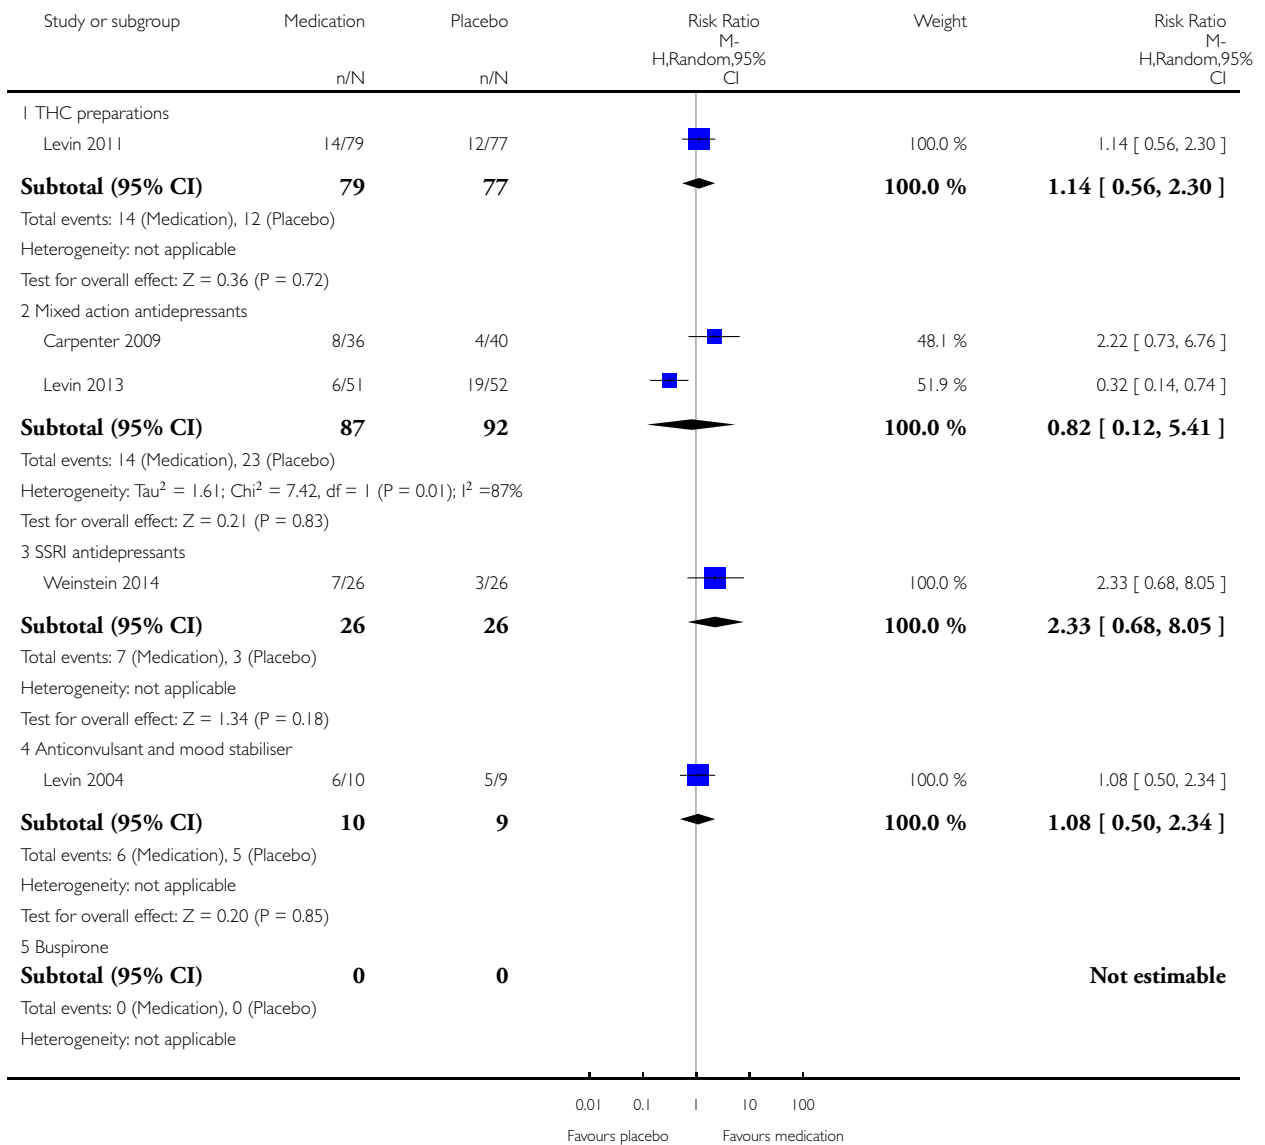 Study or subgroup Medication Placebo Risk Ratio Weight Risk Ratio
M- M-
H,Random,95% H,Random,95%
n/N n/N CI CI
1 THC preparations
Levin 2011 14/79 12/77 100.0 % 1.14 [ 0.56, 2.30 ]
Subtotal (95% CI) 79 77 100.0 % 1.14 [ 0.56, 2.30 ]
Total events: 14 (Medication), 12 (Placebo)
Heterogeneity: not applicable
Test for overall effect: Z = 0.36 (P = 0.72)
2 Mixed action antidepressants
Carpenter 2009 8/36 4/40 48.1 % 2.22 [ 0.73, 6.76 ]
Levin 2013 6/51 19/52 51.9 % 0.32 [ 0.14, 0.74 ]
Subtotal (95% CI) 87 92 100.0 % 0.82 [ 0.12, 5.41 ]
Total events: 14 (Medication), 23 (Placebo)
Heterogeneity: Tau² = 1.61; Chi² = 7.42, df = 1 (P = 0.01); I² =87%
Test for overall effect: Z = 0.21 (P = 0.83)
3 SSRI antidepressants
Weinstein 2014 7/26 3/26 100.0 % 2.33 [ 0.68, 8.05 ]
Subtotal (95% CI) 26 26 100.0 % 2.33 [ 0.68, 8.05 ]
Total events: 7 (Medication), 3 (Placebo)
Heterogeneity: not applicable
Test for overall effect: Z = 1.34 (P = 0.18)
4 Anticonvulsant and mood stabiliser
Levin 2004 6/10 5/9 100.0 % 1.08 [ 0.50, 2.34 ]
Subtotal (95% CI) 10 9 100.0 % 1.08 [ 0.50, 2.34 ]
Total events: 6 (Medication), 5 (Placebo)
Heterogeneity: not applicable
Test for overall effect: Z = 0.20 (P = 0.85)
5 Buspirone
Subtotal (95% CI) 0 0 Not estimable
Total events: 0 (Medication), 0 (Placebo)
Heterogeneity: not applicable
0.01 0.1 1 10 100
Favours placebo Favours medication